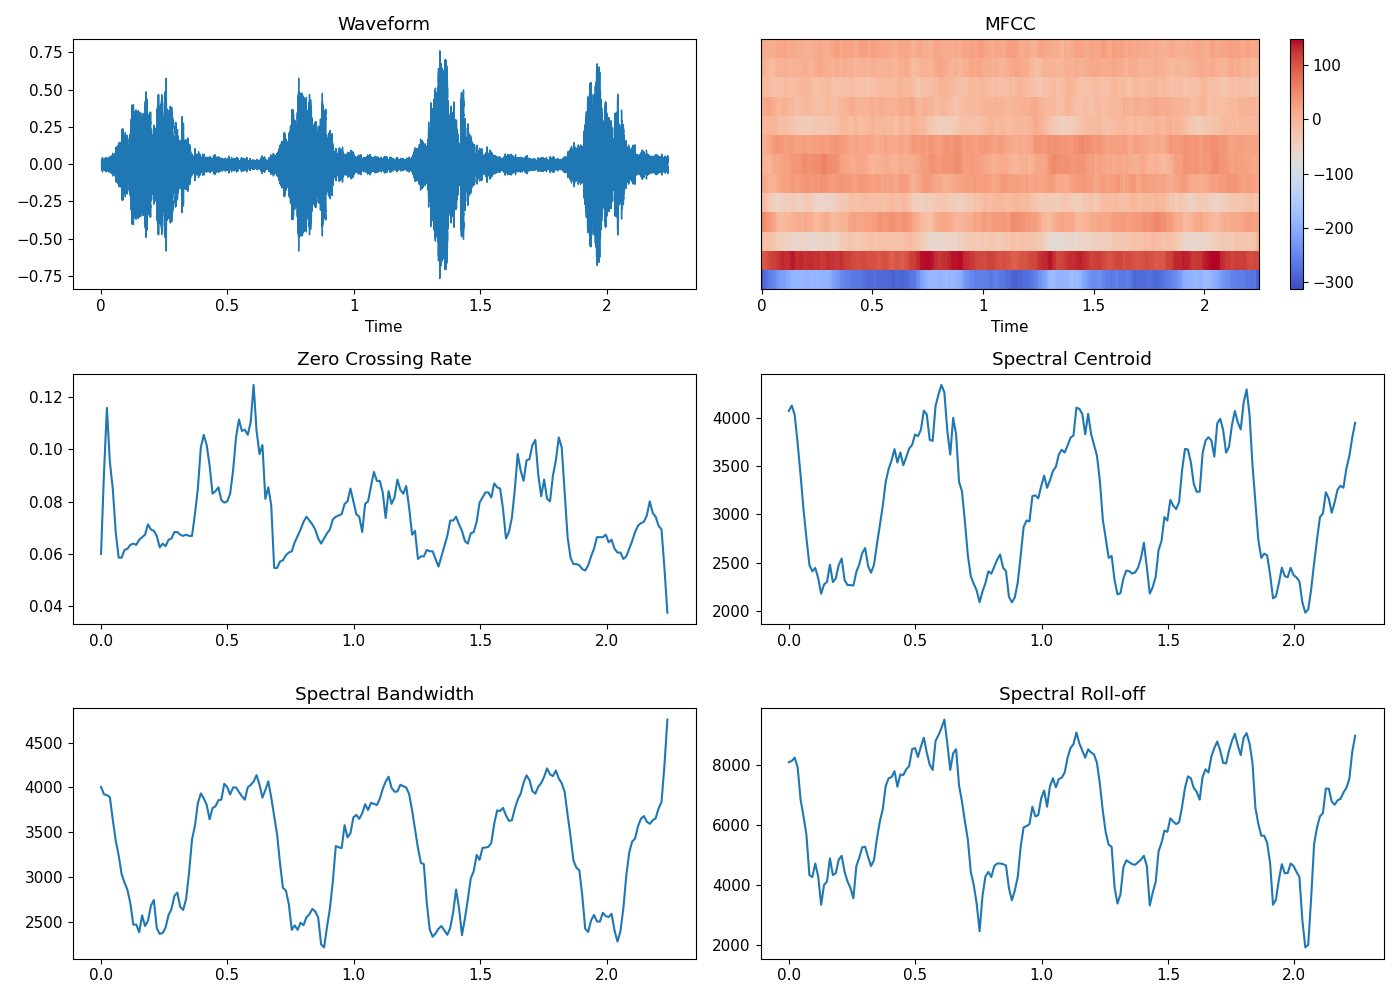 Waveform
0.75
0.50
0.25
0.00
−0.25
−0.50
−0.75
0 0.5 1 1.5 2
Time
MFCC
0 0.5 1 1.5 2
Time
100
0
−100
−200
−300
Zero Crossing Rate
0.12
0.10
0.08
0.06
0.04
0.0 0.5 1.0 1.5 2.0
Spectral Centroid
4000
3500
3000
2500
2000
0.0 0.5 1.0 1.5 2.0
Spectral Bandwidth
4500
4000
3500
3000
2500
0.0 0.5 1.0 1.5 2.0
Spectral Roll-off
8000
6000
4000
2000
0.0 0.5 1.0 1.5 2.0